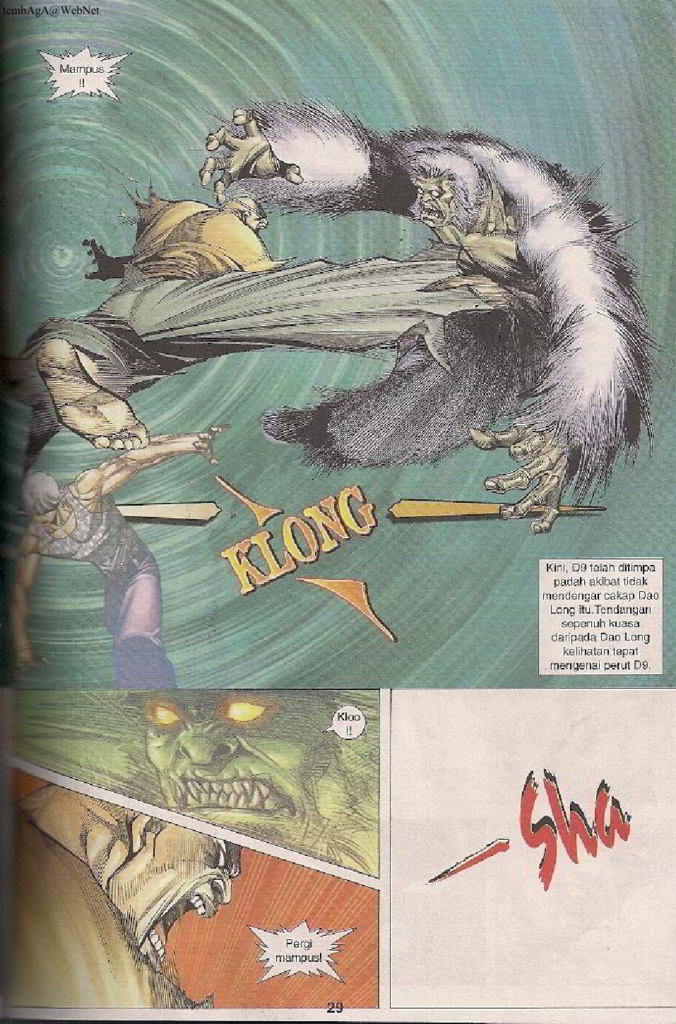 tembAgA@WebNet
Mampus
!!
KLONG
Kini, D9 telah ditimpa
padah akibat tidak
mendengar cakap Dao
Long itu.Tendangan
sepenuh kuasa
daripada Dao Long
kelihatan tepat
mengenai perut D9.
Kloo
!!
Sha
Pergi
mampus!
29